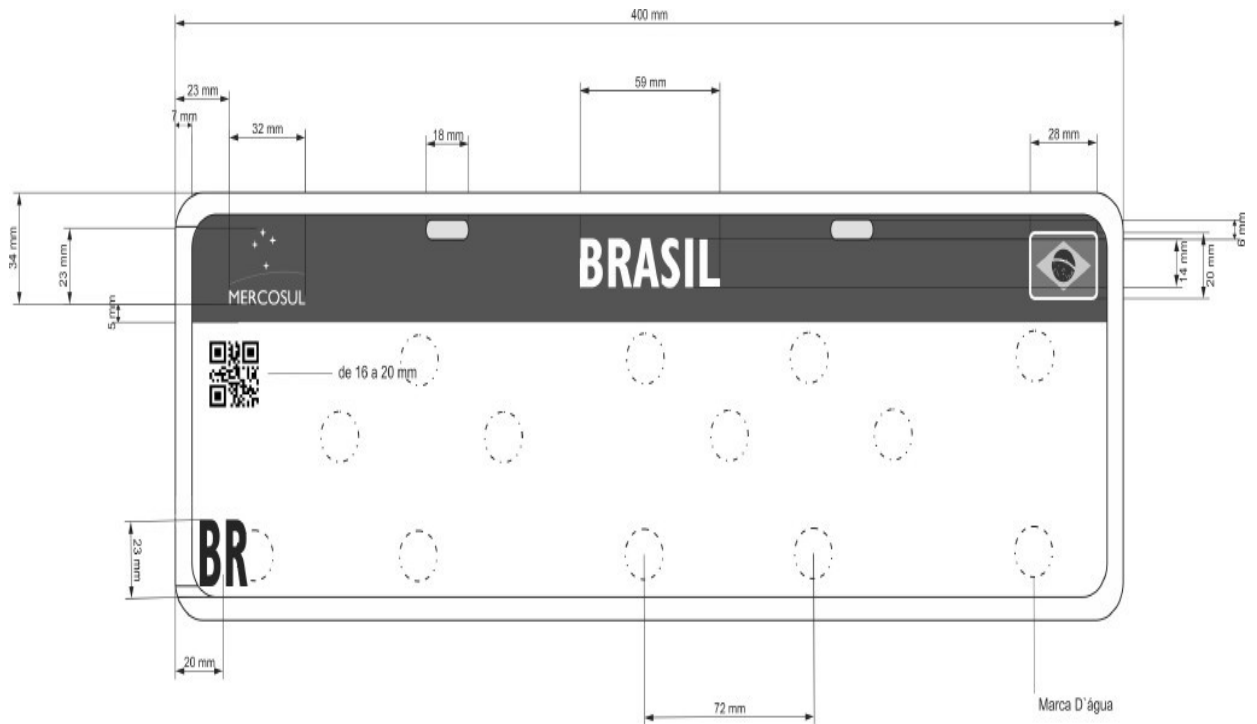 400 mm
23 mm
59 mm
7 mm
32 mm
18 mm
28 mm
34 mm
23 mm
5 mm
MERCOSUL
BRASIL
6 mm
14 mm
20 mm
de 16 a 20 mm
23 mm
BR
20 mm
72 mm
Marca D`água